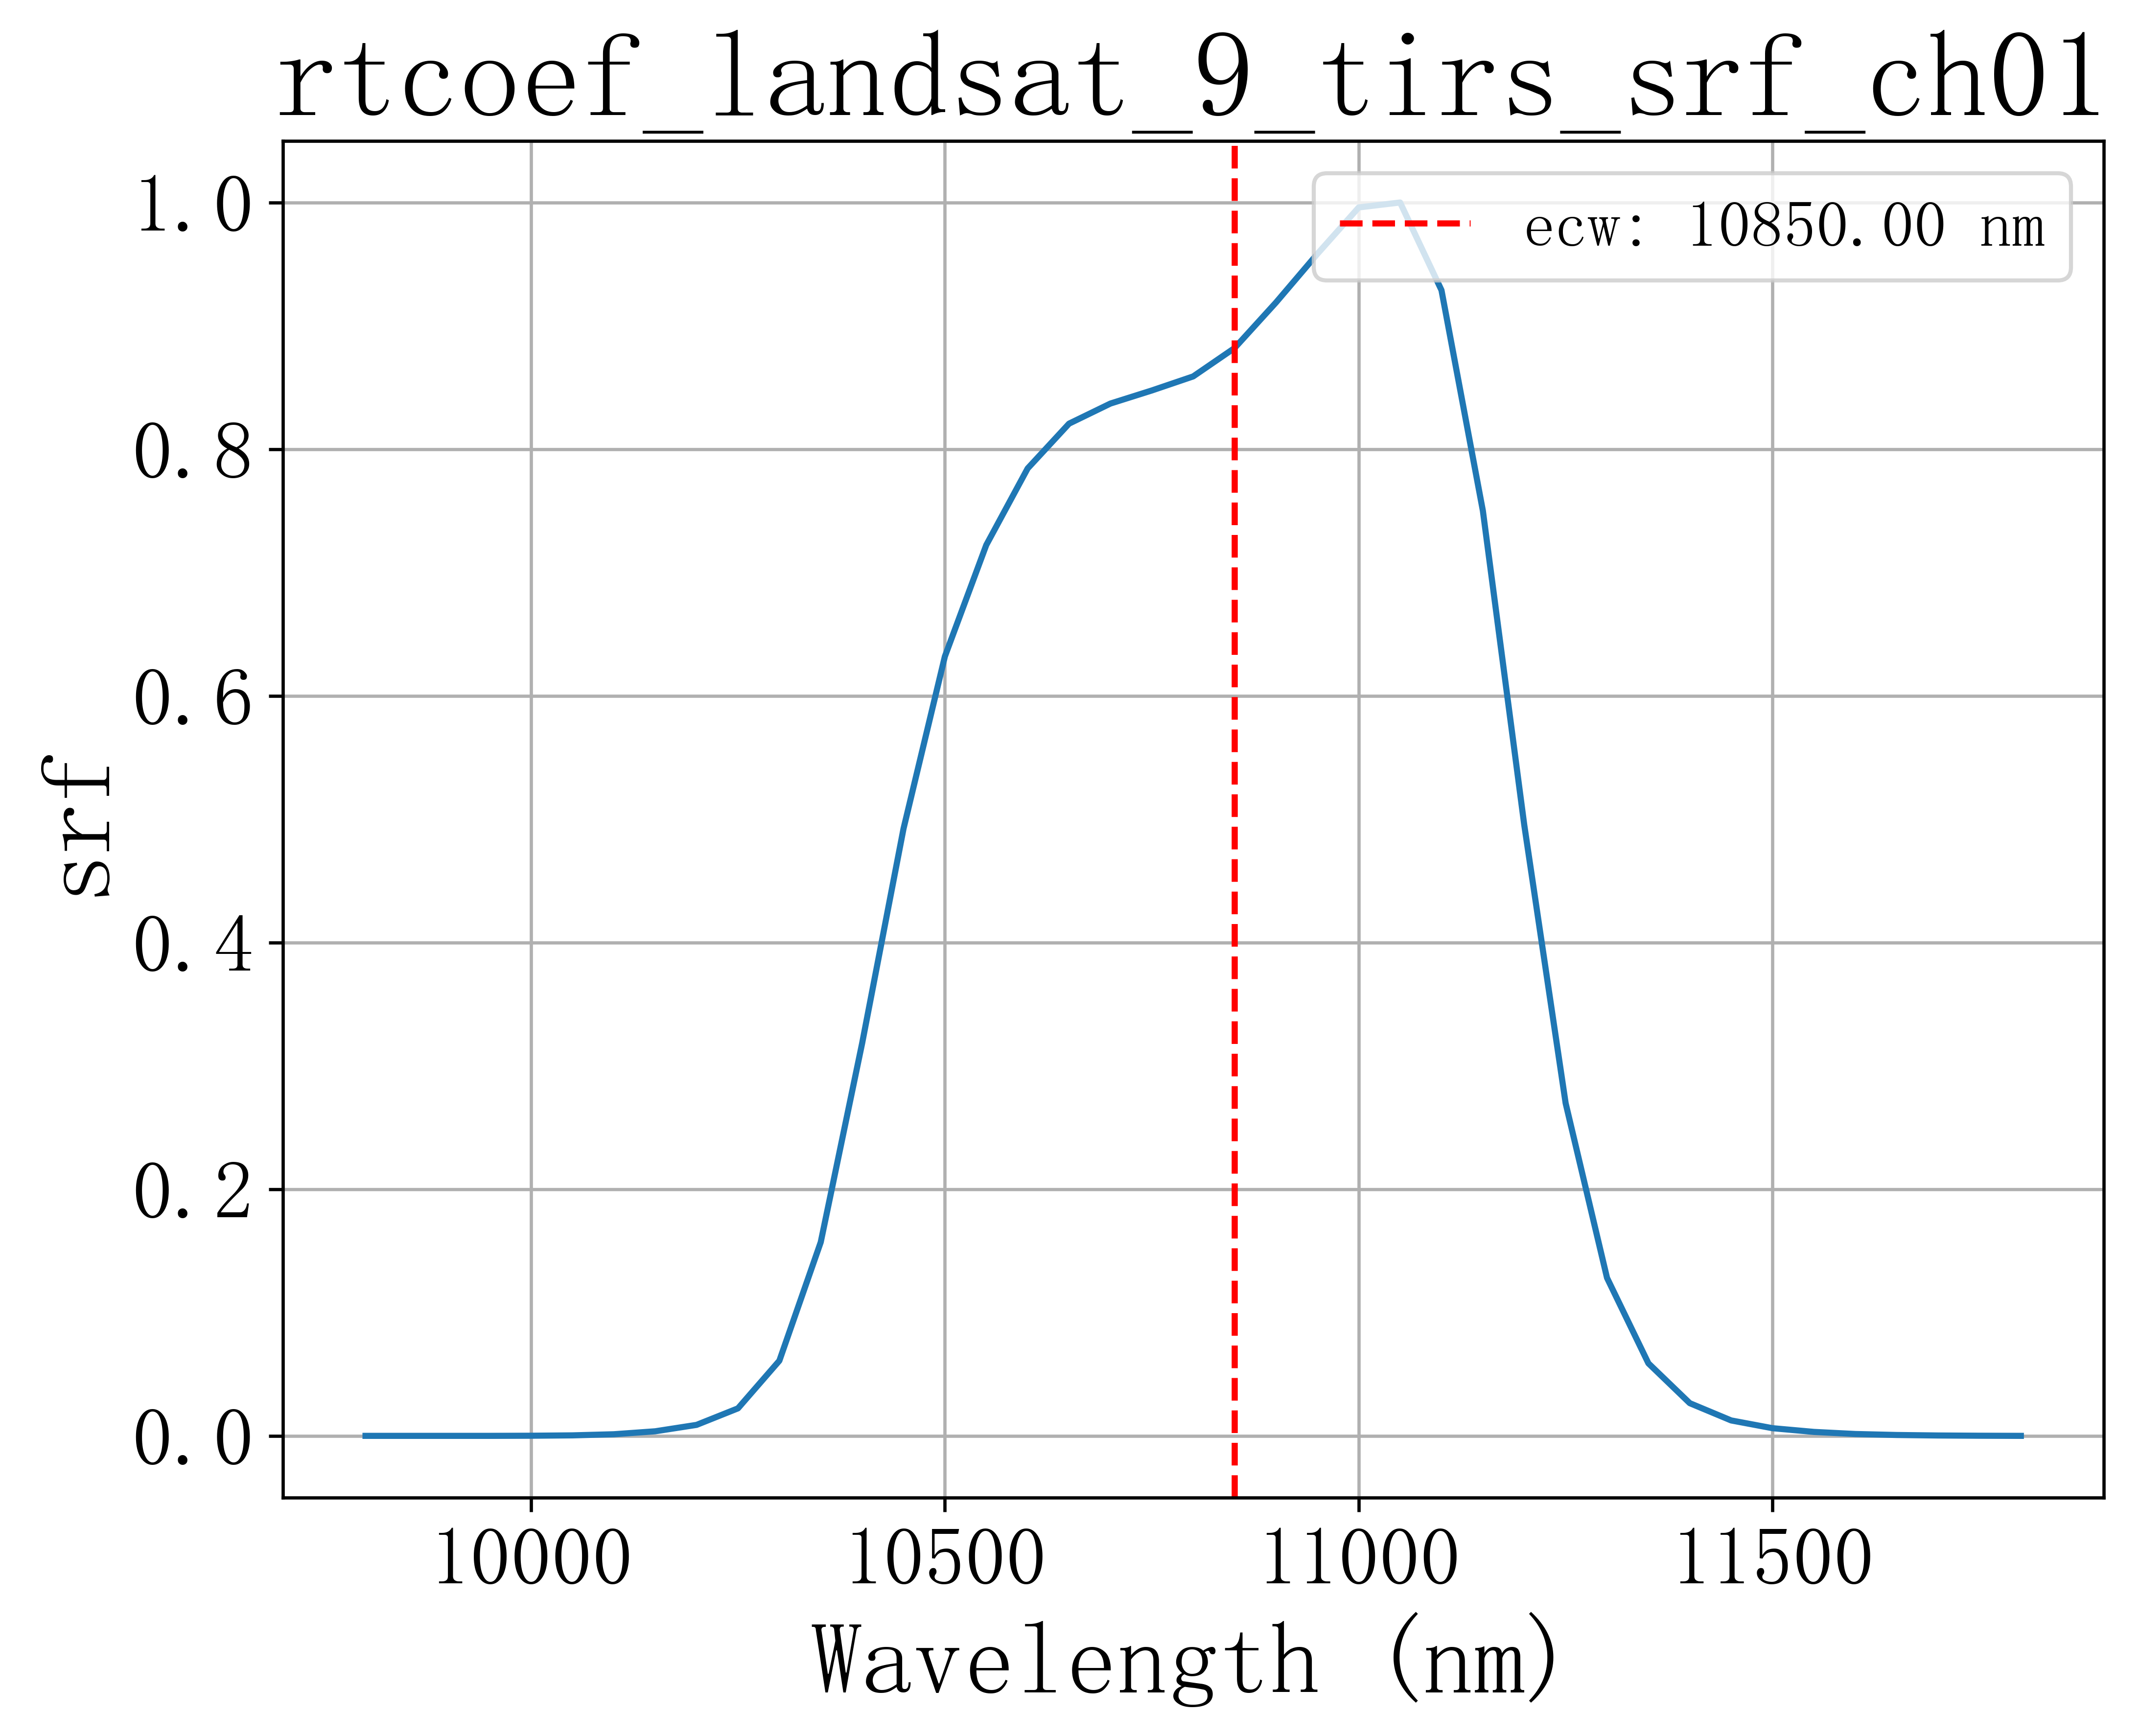 rtcoef_landsat_9_tirs_srf_ch01
ecw: 10850.00 nm
1.0
0.8
0.6
0.4
0.2
0.0
srf
10000 10500 11000 11500
Wavelength (nm)